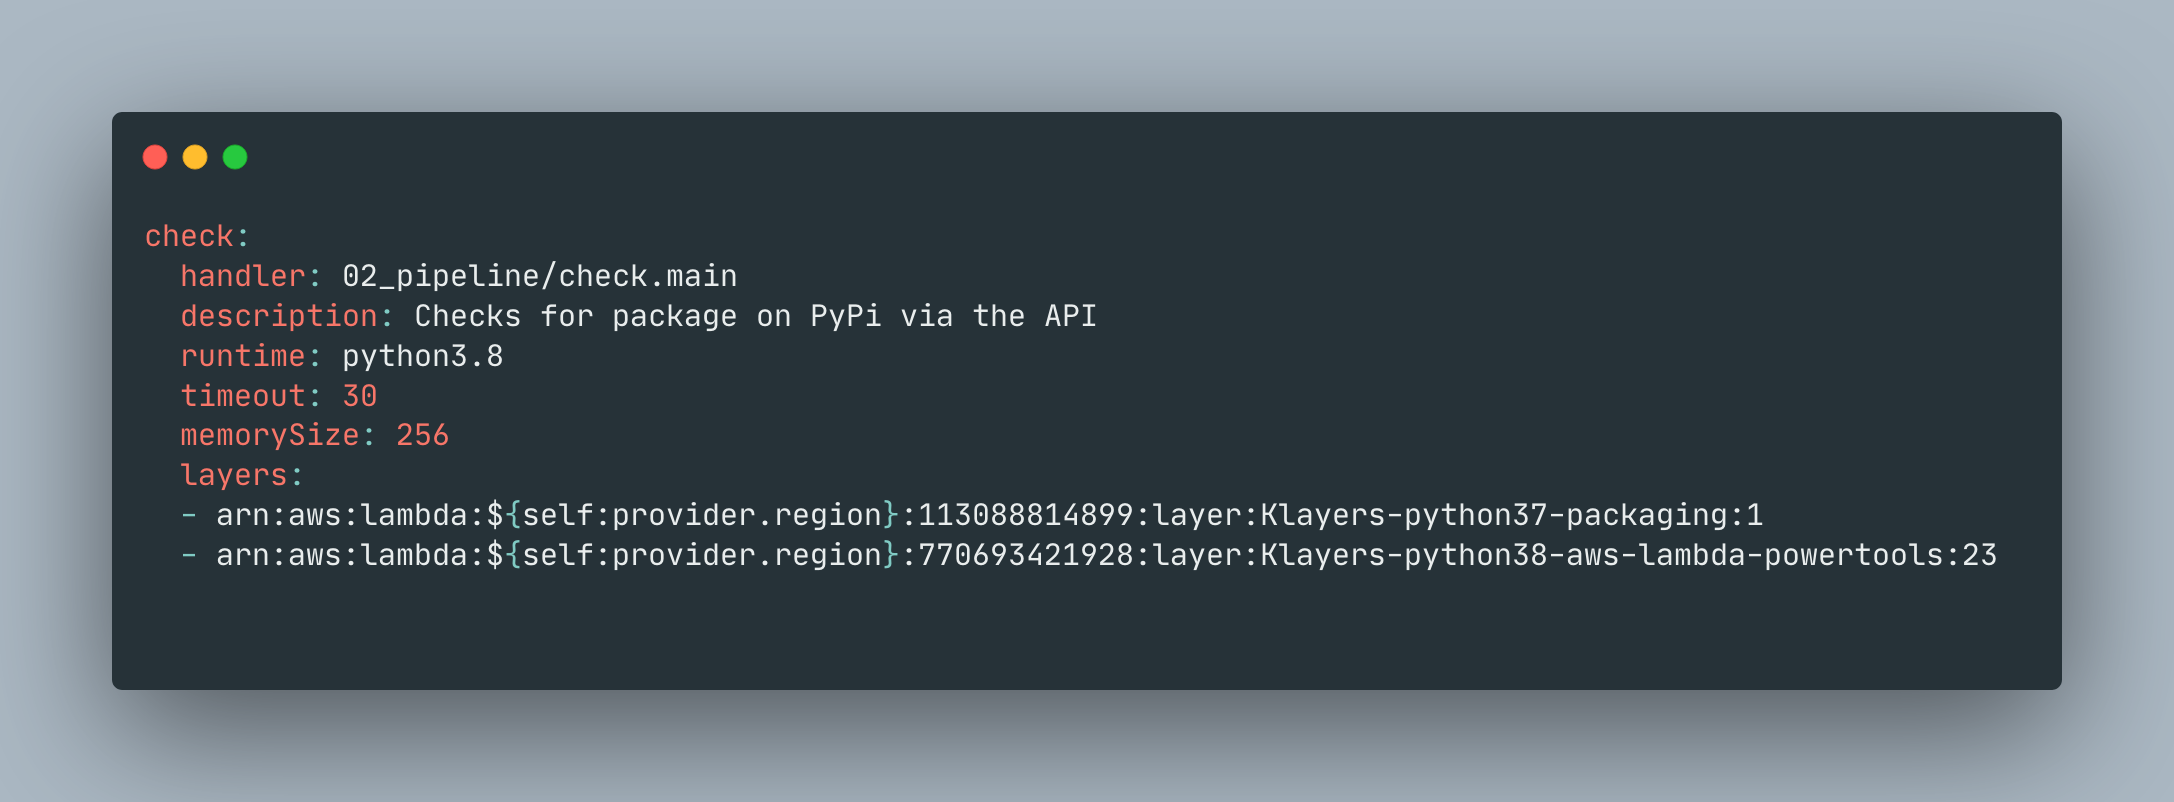 check:
  handler: 02_pipeline/check.main
  description: Checks for package on PyPi via the API
  runtime: python3.8
  timeout: 30
  memorySize: 256
  layers:
  - arn:aws:lambda:${self:provider.region}:113088814899:layer:Klayers-python37-packaging:1
  - arn:aws:lambda:${self:provider.region}:770693421928:layer:Klayers-python38-aws-lambda-powertools:23